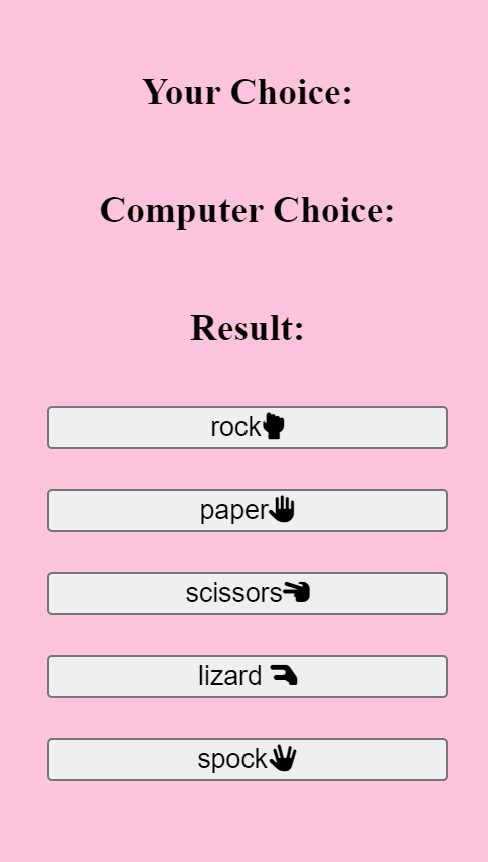 Your Choice:
Computer Choice:
Result:
rock
paper
scissors
lizard
spock